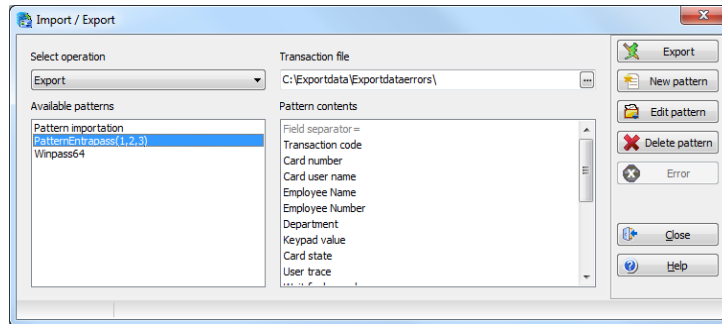 Import / Export
Select operation
Export
Available patterns
Pattern importation
PatternEntrapass(1,2,3)
Winpass64
Transaction file
C:\Exportdata\Exportdataerrors\
...
Pattern contents
Field separator=
Transaction code
Card number
Card user name
Employee Name
Employee Number
Department
Keypad value
Card state
User trace
Export
New pattern
Edit pattern
Delete pattern
Error
Close
Help